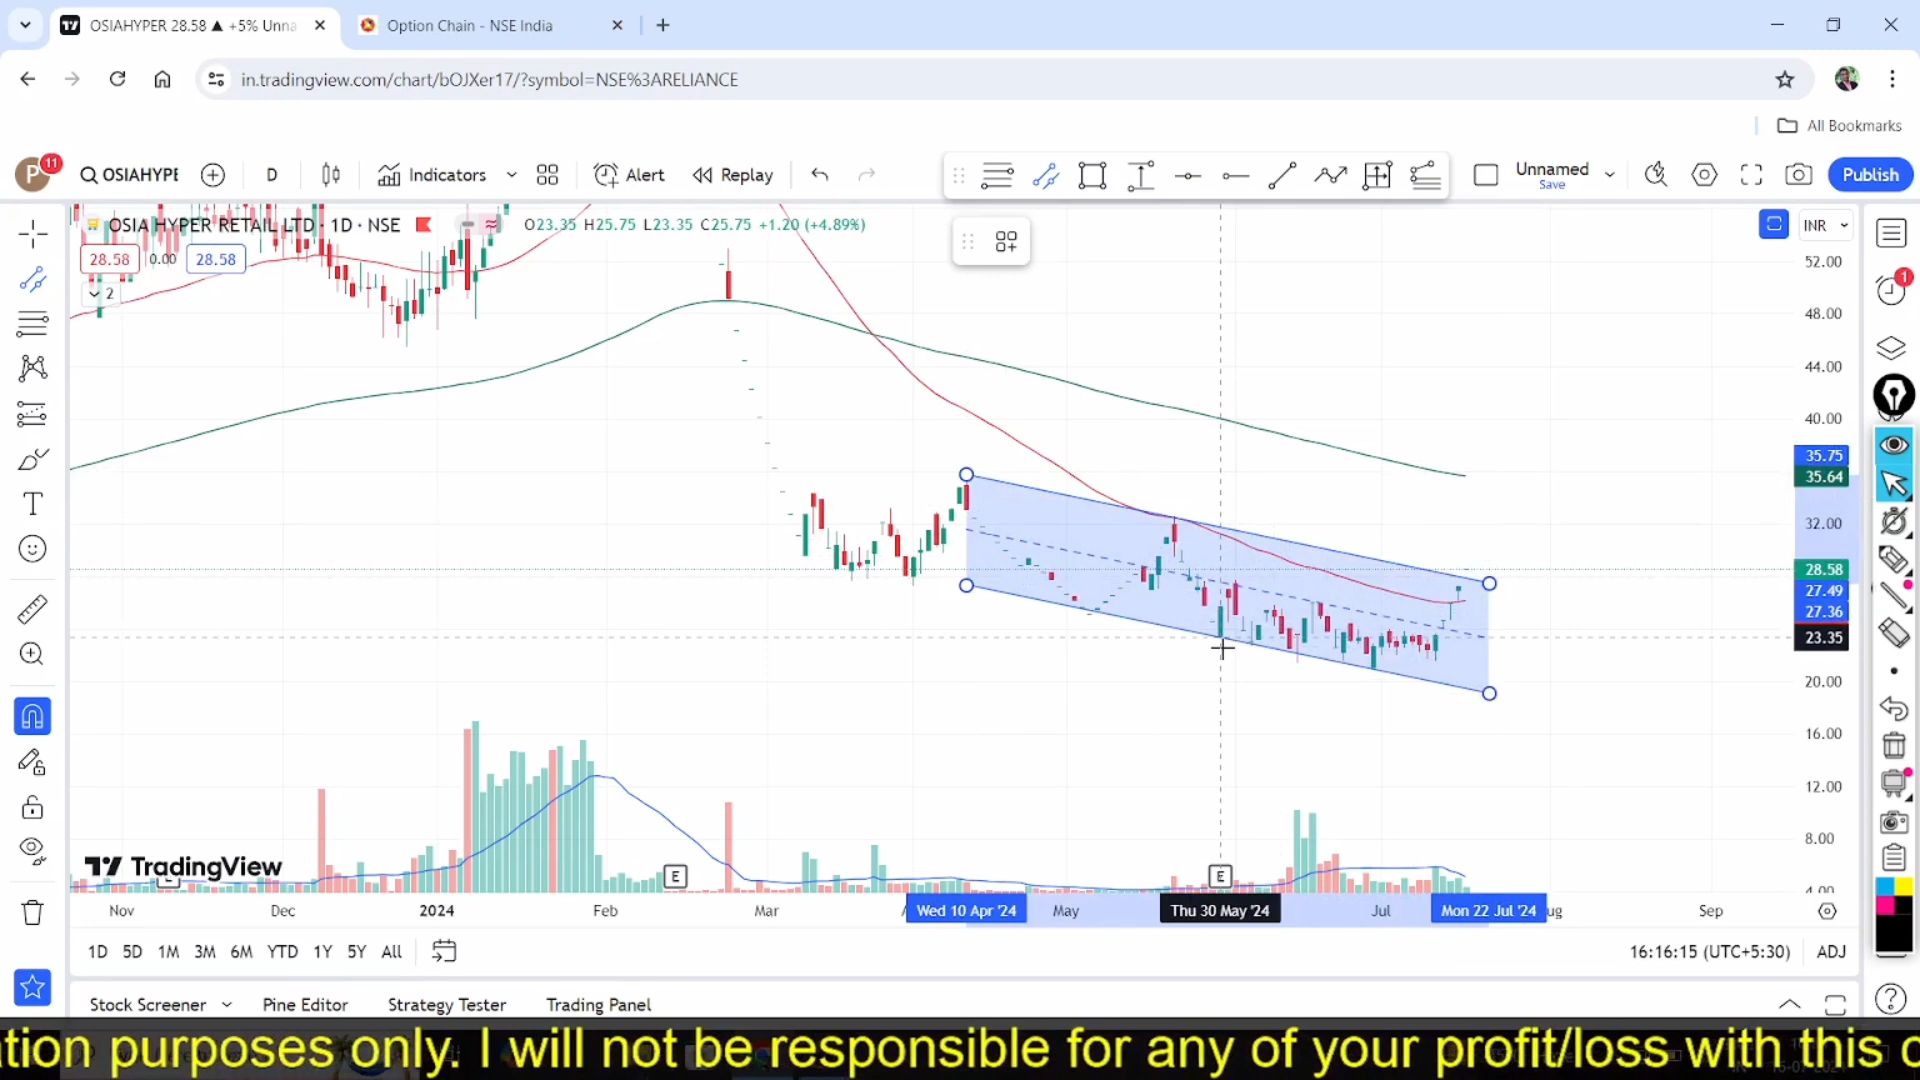 OSIAHYPER 28.58 ▲ +5% Unna
Option Chain - NSE India
in.tradingview.com/chart/bOJXer17/?symbol=NSE%3ARELIANCE
All Bookmarks
P 11
OSIAHYPE
D
Indicators
Alert
Replay
Unnamed
Save
Publish
OSIA HYPER RETAIL LTD · 1D · NSE
O23.35 H25.75 L23.35 C25.75 +1.20 (+4.89%)
INR
28.58 0.00 28.58
2
52.00
48.00
44.00
40.00
35.75
35.64
32.00
28.58
27.49
27.36
23.35
20.00
16.00
12.00
8.00
4.00
1
TradingView
E
E
Nov Dec 2024 Feb Mar Wed 10 Apr '24 May Thu 30 May '24 Jul Mon 22 Jul '24 ug Sep
1D 5D 1M 3M 6M YTD 1Y 5Y All
16:16:15 (UTC+5:30) ADJ
Stock Screener Pine Editor Strategy Tester Trading Panel
ation purposes only. I will not be responsible for any of your profit/loss with this